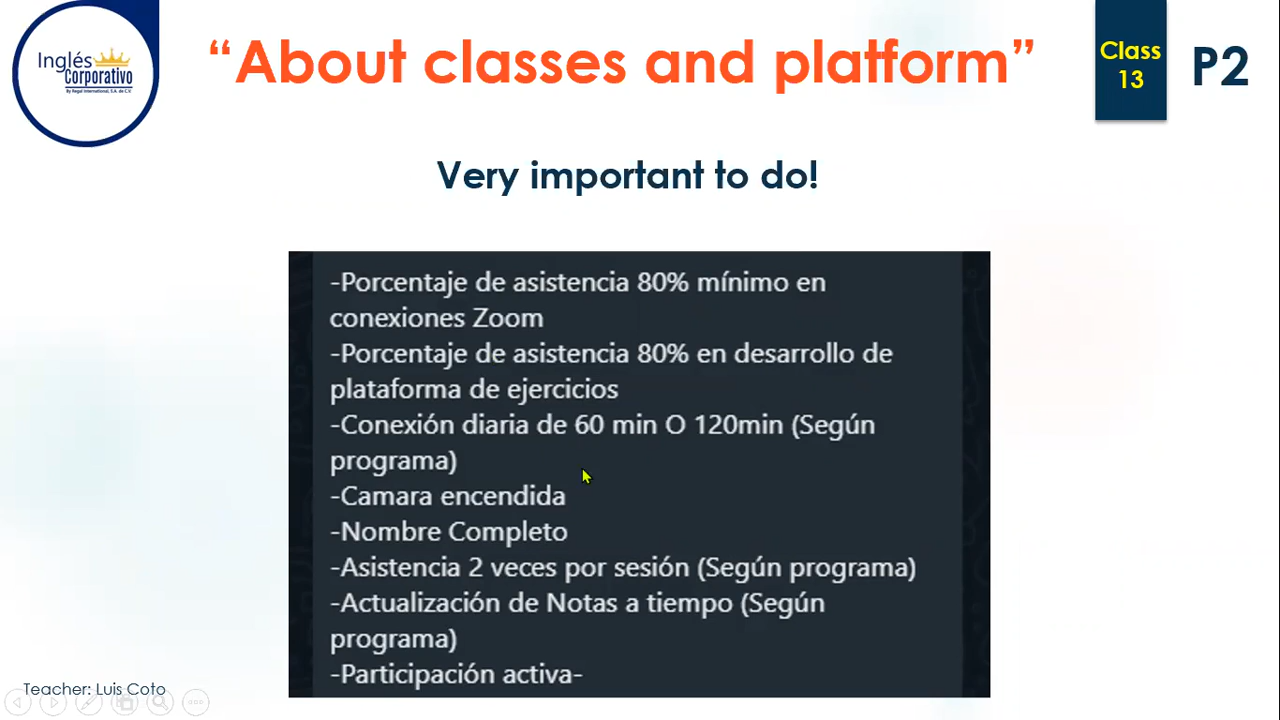 Inglés
Corporativo
By Regal International, S.A. de C.V.
“About classes and platform”
Class
13
P2
Very important to do!
-Porcentaje de asistencia 80% mínimo en
conexiones Zoom
-Porcentaje de asistencia 80% en desarrollo de
plataforma de ejercicios
-Conexión diaria de 60 min O 120min (Según
programa)
-Camara encendida
-Nombre Completo
-Asistencia 2 veces por sesión (Según programa)
-Actualización de Notas a tiempo (Según
programa)
-Participación activa-
Teacher: Luis Coto